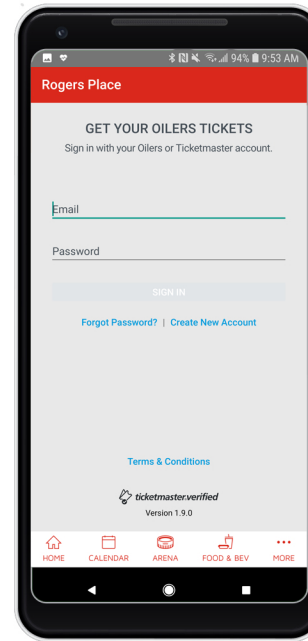 94% 9:53 AM
Rogers Place
GET YOUR OILERS TICKETS
Sign in with your Oilers or Ticketmaster account.
Email
Password
SIGN IN
Forgot Password? | Create New Account
Terms & Conditions
ticketmaster.verified
Version 1.9.0
HOME CALENDAR ARENA FOOD & BEV MORE